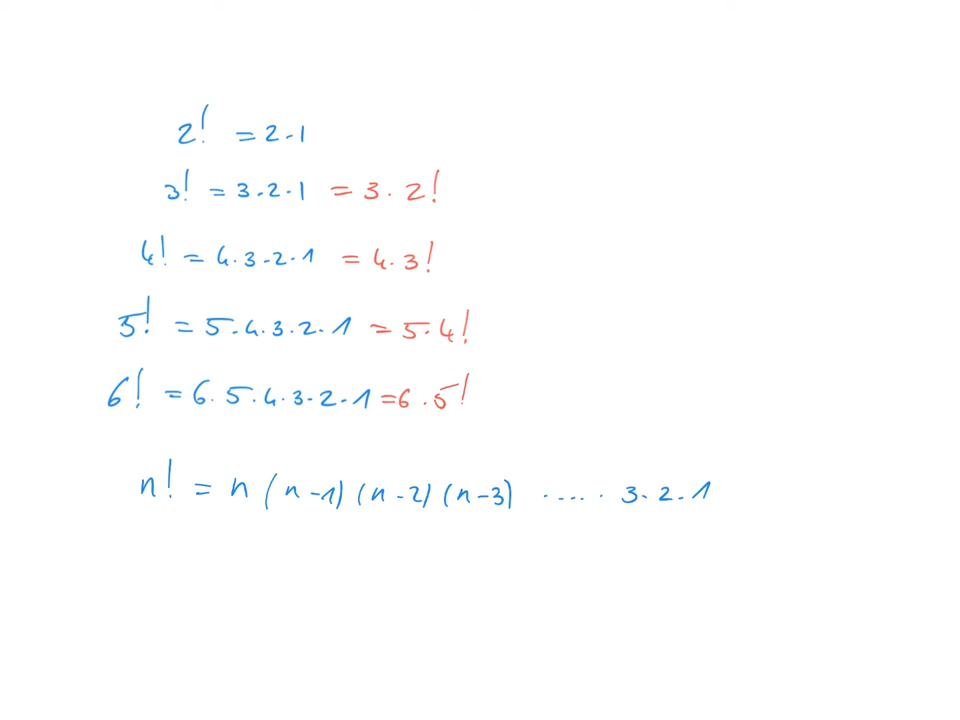 2! = 2·1
3! = 3·2·1 = 3·2!
4! = 4·3·2·1 = 4·3!
5! = 5·4·3·2·1 = 5·4!
6! = 6·5·4·3·2·1 = 6·5!
n! = n (n-1) (n-2) (n-3) ······ 3·2·1